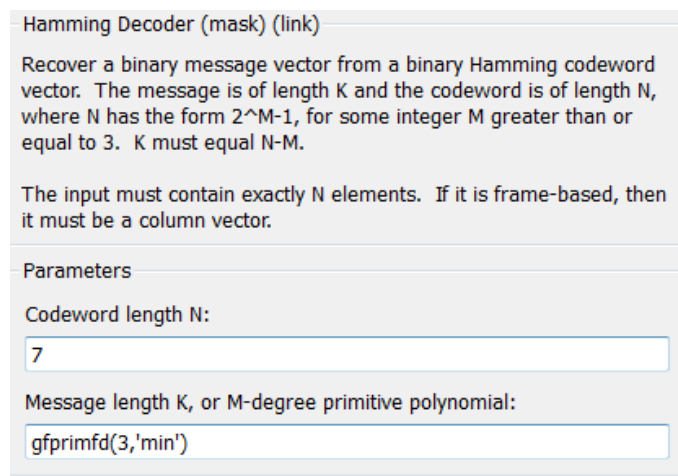 Hamming Decoder (mask) (link)
Recover a binary message vector from a binary Hamming codeword
vector.  The message is of length K and the codeword is of length N,
where N has the form 2^M-1, for some integer M greater than or
equal to 3.  K must equal N-M.
The input must contain exactly N elements.  If it is frame-based, then
it must be a column vector.
Parameters
Codeword length N:
7
Message length K, or M-degree primitive polynomial:
gfprimfd(3,'min')